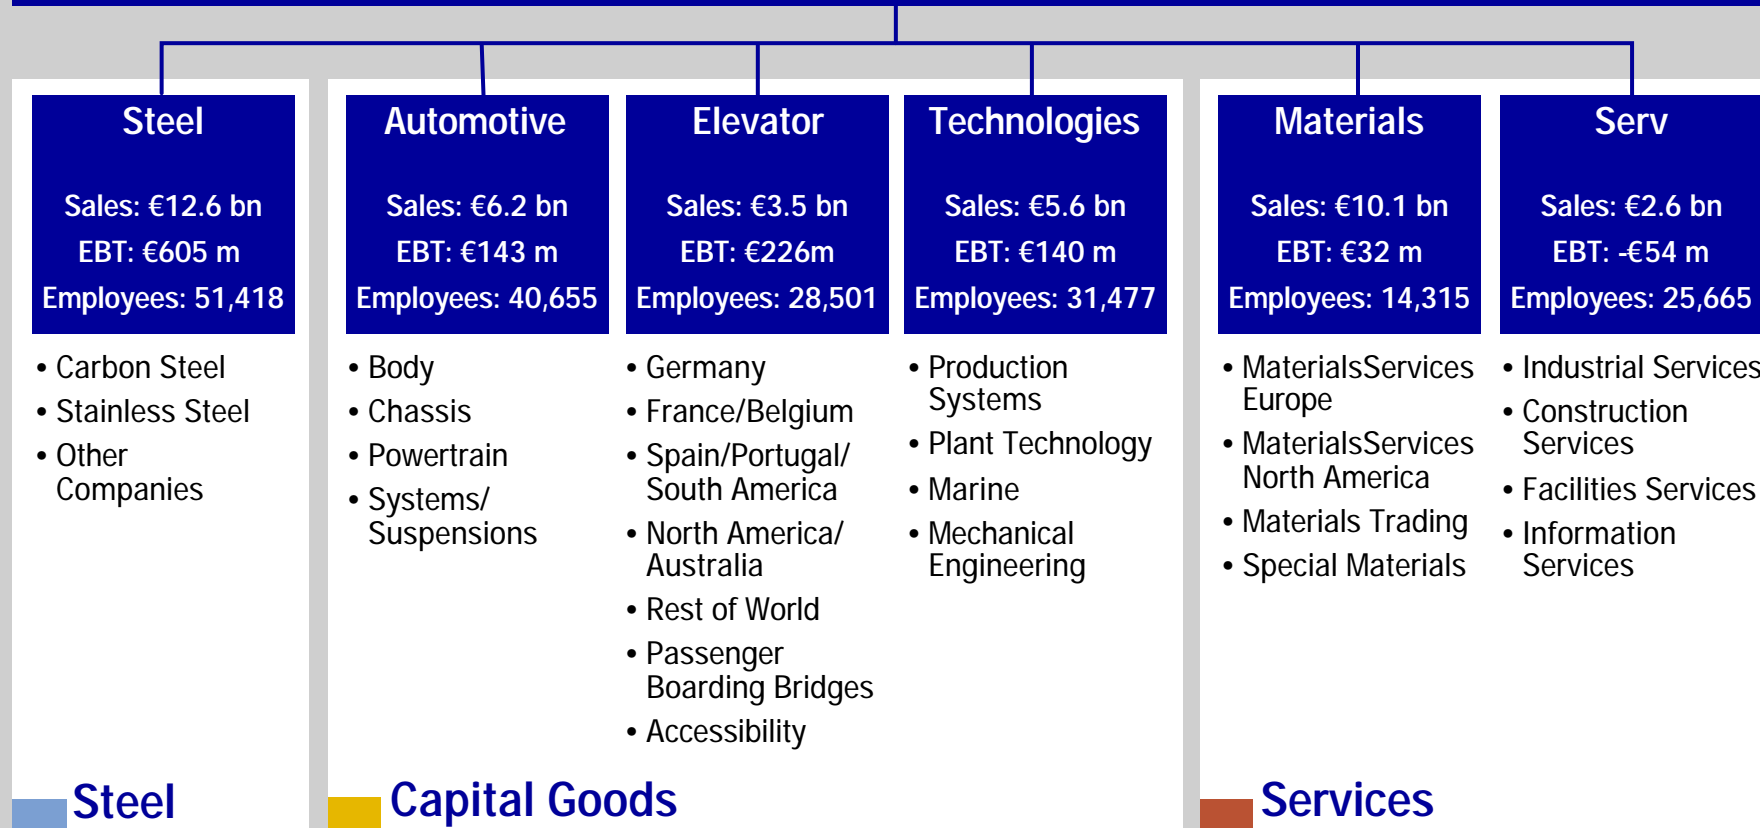 Steel
Sales: €12.6 bn
EBT: €605 m
Employees: 51,418
• Carbon Steel
• Stainless Steel
• Other
Companies
Steel
Automotive
Sales: €6.2 bn
EBT: €143 m
Employees: 40,655
• Body
• Chassis
• Powertrain
• Systems/
Suspensions
Elevator
Sales: €3.5 bn
EBT: €226m
Employees: 28,501
• Germany
• France/Belgium
• Spain/Portugal/
South America
• North America/
Australia
• Rest of World
• Passenger
Boarding Bridges
• Accessibility
Technologies
Sales: €5.6 bn
EBT: €140 m
Employees: 31,477
• Production
Systems
• Plant Technology
• Marine
• Mechanical
Engineering
Capital Goods
Materials
Sales: €10.1 bn
EBT: €32 m
Employees: 14,315
• MaterialsServices
Europe
• MaterialsServices
North America
• Materials Trading
• Special Materials
Serv
Sales: €2.6 bn
EBT: -€54 m
Employees: 25,665
• Industrial Services
• Construction
Services
• Facilities Services
• Information
Services
Services